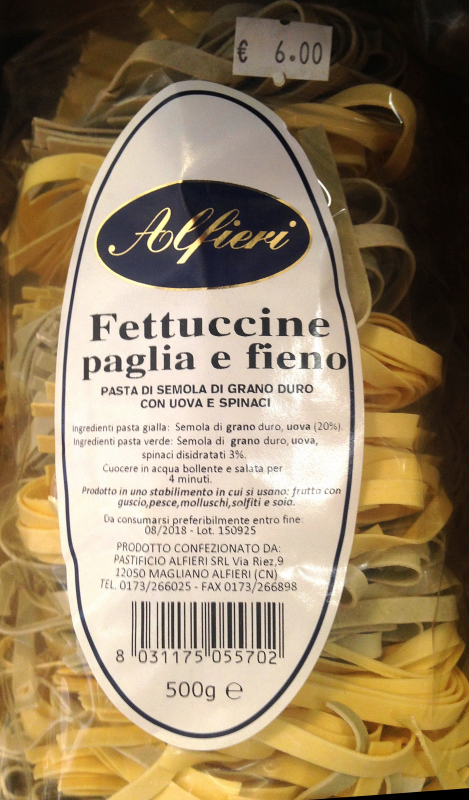 € 6.00
Alfieri
Fettuccine
paglia e fieno
PASTA DI SEMOLA DI GRANO DURO
CON UOVA E SPINACI
Ingredienti pasta gialla: Semola di grano duro, uova (20%).
Ingredienti pasta verde: Semola di grano duro, uova,
spinaci disidratati 3%.
Cuocere in acqua bollente e salata per
4 minuti.
Prodotto in uno stabilimento in cui si usano: frutta con
guscio,pesce,molluschi,solfiti e soia.
Da consumarsi preferibilmente entro fine:
08/2018 - Lot. 150925
PRODOTTO CONFEZIONATO DA:
PASTIFICIO ALFIERI SRL Via Riez,9
12050 MAGLIANO ALFIERI (CN)
TEL. 0173/266025 - FAX 0173/266898
8 031175 055702
500g ℮